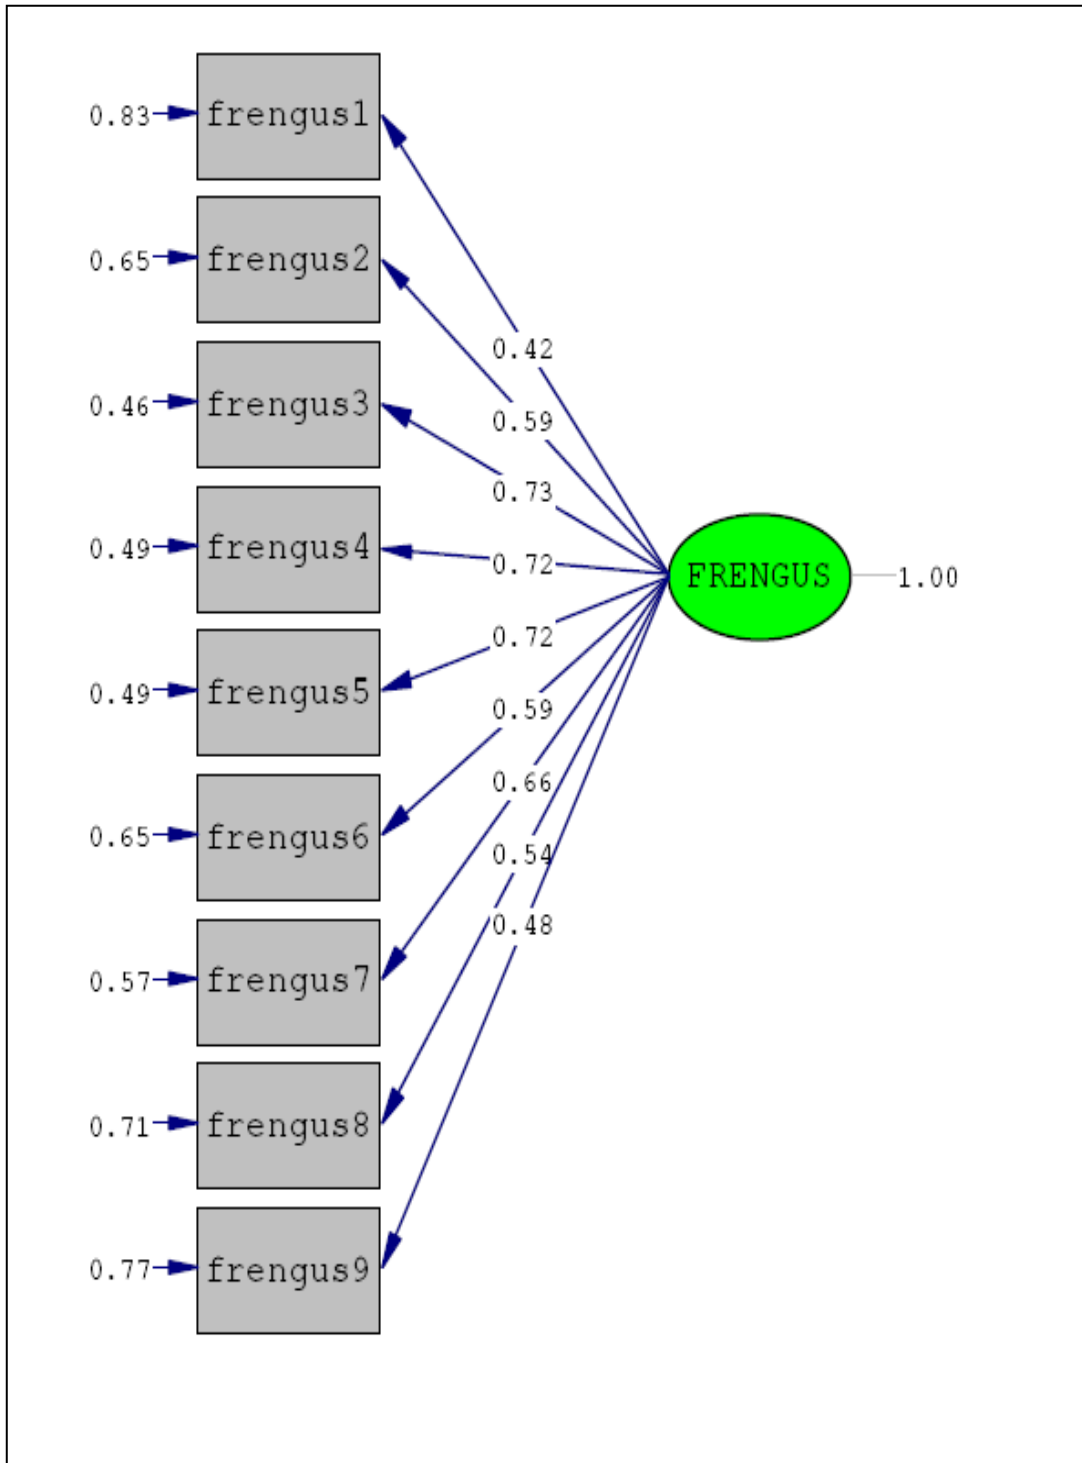 0.83 frengus1
0.65 frengus2
0.42
0.46 frengus3
0.59
0.73
0.49 frengus4
0.72
FRENGUS 1.00
0.72
0.49 frengus5
0.59
0.66
0.65 frengus6
0.54
0.48
0.57 frengus7
0.71 frengus8
0.77 frengus9